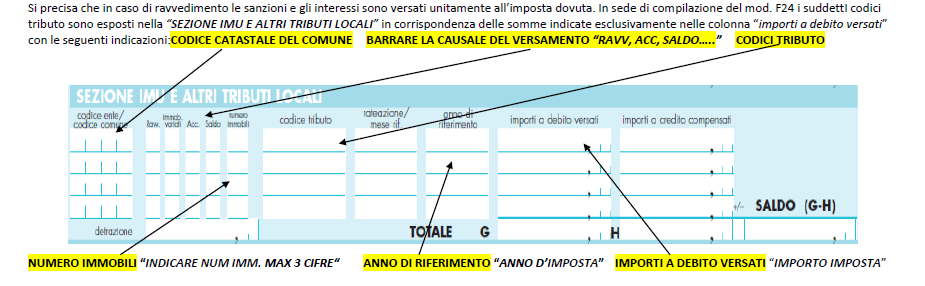 Si precisa che in caso di ravvedimento le sanzioni e gli interessi sono versati unitamente all'imposta dovuta. In sede di compilazione del mod. F24 i suddettI codici
tributo sono esposti nella "SEZIONE IMU E ALTRI TRIBUTI LOCALI" in corrispondenza delle somme indicate esclusivamente nelle colonna "importi a debito versati"
con le seguenti indicazioni:CODICE CATASTALE DEL COMUNE BARRARE LA CAUSALE DEL VERSAMENTO "RAVV, ACC, SALDO....." CODICI TRIBUTO
SEZIONE IMU E ALTRI TRIBUTI LOCALI
codice ente/ codice comune Ravv. immob. variati Acc. Saldo numero immobili codice tributo rateazione/ mese rif. anno di riferimento importi a debito versati importi a credito compensati
+/- SALDO (G-H)
detrazione TOTALE G H
NUMERO IMMOBILI "INDICARE NUM IMM. MAX 3 CIFRE" ANNO DI RIFERIMENTO "ANNO D'IMPOSTA" IMPORTI A DEBITO VERSATI "IMPORTO IMPOSTA"